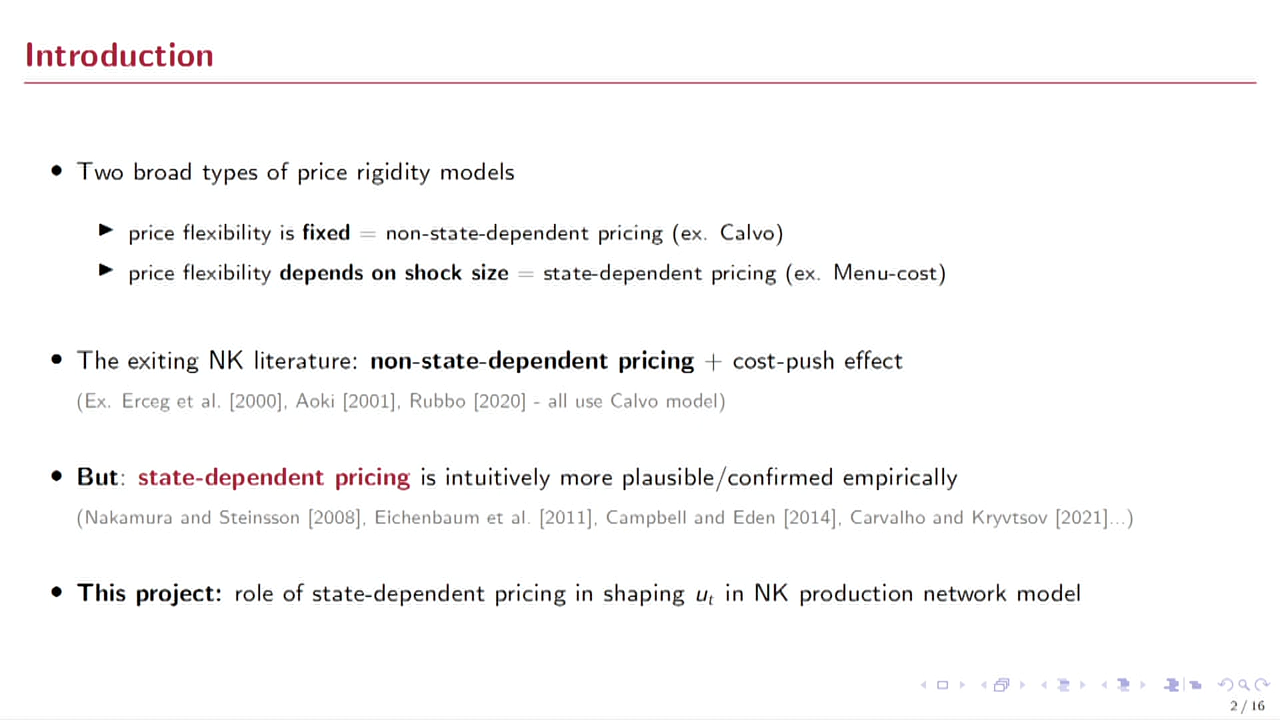 Introduction
• Two broad types of price rigidity models
▶ price flexibility is fixed = non-state-dependent pricing (ex. Calvo)
▶ price flexibility depends on shock size = state-dependent pricing (ex. Menu-cost)
• The exiting NK literature: non-state-dependent pricing + cost-push effect
(Ex. Erceg et al. [2000], Aoki [2001], Rubbo [2020] - all use Calvo model)
• But: state-dependent pricing is intuitively more plausible/confirmed empirically
(Nakamura and Steinsson [2008], Eichenbaum et al. [2011], Campbell and Eden [2014], Carvalho and Kryvtsov [2021]...)
• This project: role of state-dependent pricing in shaping uₜ in NK production network model
2 / 16